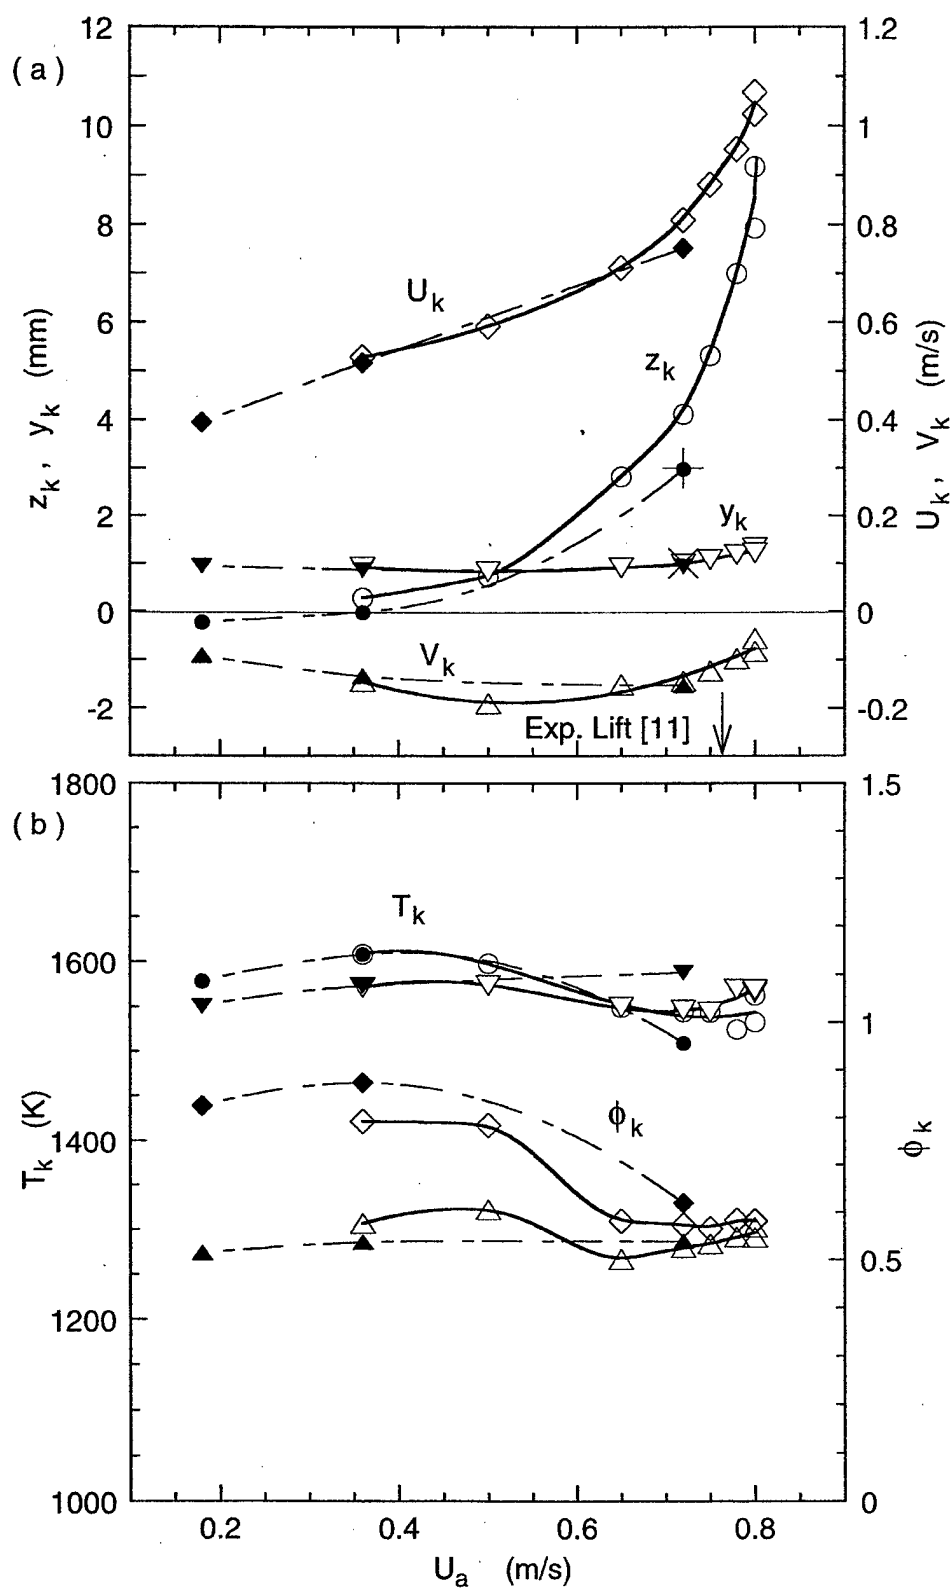 ( a )
12
10
8
6
4
2
0
-2
z_k , y_k (mm)
1.2
1
0.8
0.6
0.4
0.2
0
-0.2
U_k , V_k (m/s)
U_k
z_k
y_k
V_k
Exp. Lift [11]
( b )
1800
1600
1400
1200
1000
T_k (K)
1.5
1
0.5
0
ϕ_k
T_k
ϕ_k
0.2 0.4 0.6 0.8
U_a (m/s)